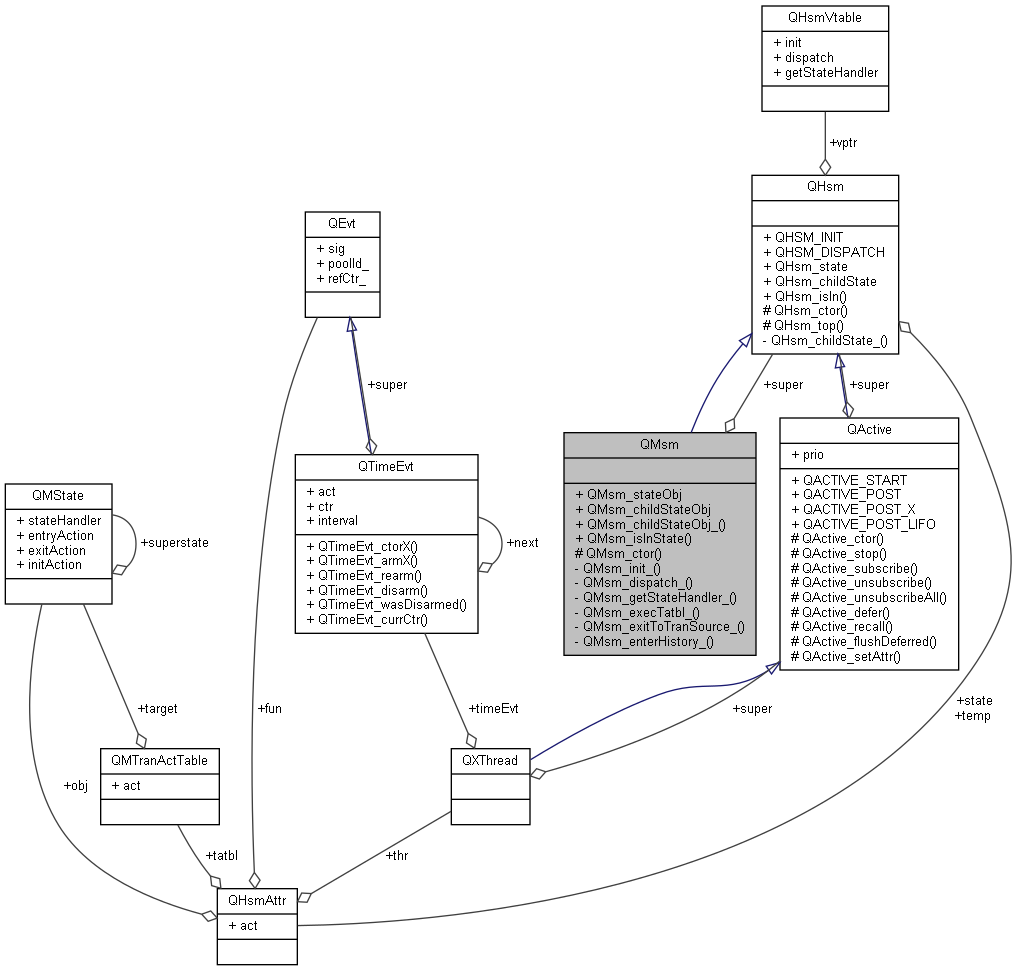 QHsmVtable
+ init
+ dispatch
+ getStateHandler
+vptr
QHsm
+ QHSM_INIT
+ QHSM_DISPATCH
+ QHsm_state
+ QHsm_childState
+ QHsm_isIn()
# QHsm_ctor()
# QHsm_top()
- QHsm_childState_()
QEvt
+ sig
+ poolId_
+ refCtr_
+super
+super
+super
QTimeEvt
+ act
+ ctr
+ interval
+ QTimeEvt_ctorX()
+ QTimeEvt_armX()
+ QTimeEvt_rearm()
+ QTimeEvt_disarm()
+ QTimeEvt_wasDisarmed()
+ QTimeEvt_currCtr()
+next
QMsm
+ QMsm_stateObj
+ QMsm_childStateObj
+ QMsm_childStateObj_()
+ QMsm_isInState()
# QMsm_ctor()
- QMsm_init_()
- QMsm_dispatch_()
- QMsm_getStateHandler_()
- QMsm_execTatbl_()
- QMsm_exitToTranSource_()
- QMsm_enterHistory_()
QActive
+ prio
+ QACTIVE_START
+ QACTIVE_POST
+ QACTIVE_POST_X
+ QACTIVE_POST_LIFO
# QActive_ctor()
# QActive_stop()
# QActive_subscribe()
# QActive_unsubscribe()
# QActive_unsubscribeAll()
# QActive_defer()
# QActive_recall()
# QActive_flushDeferred()
# QActive_setAttr()
QMState
+ stateHandler
+ entryAction
+ exitAction
+ initAction
+superstate
+target
+fun
+timeEvt
+super
+state
+temp
QMTranActTable
+ act
QXThread
+obj
+tatbl
+thr
QHsmAttr
+ act